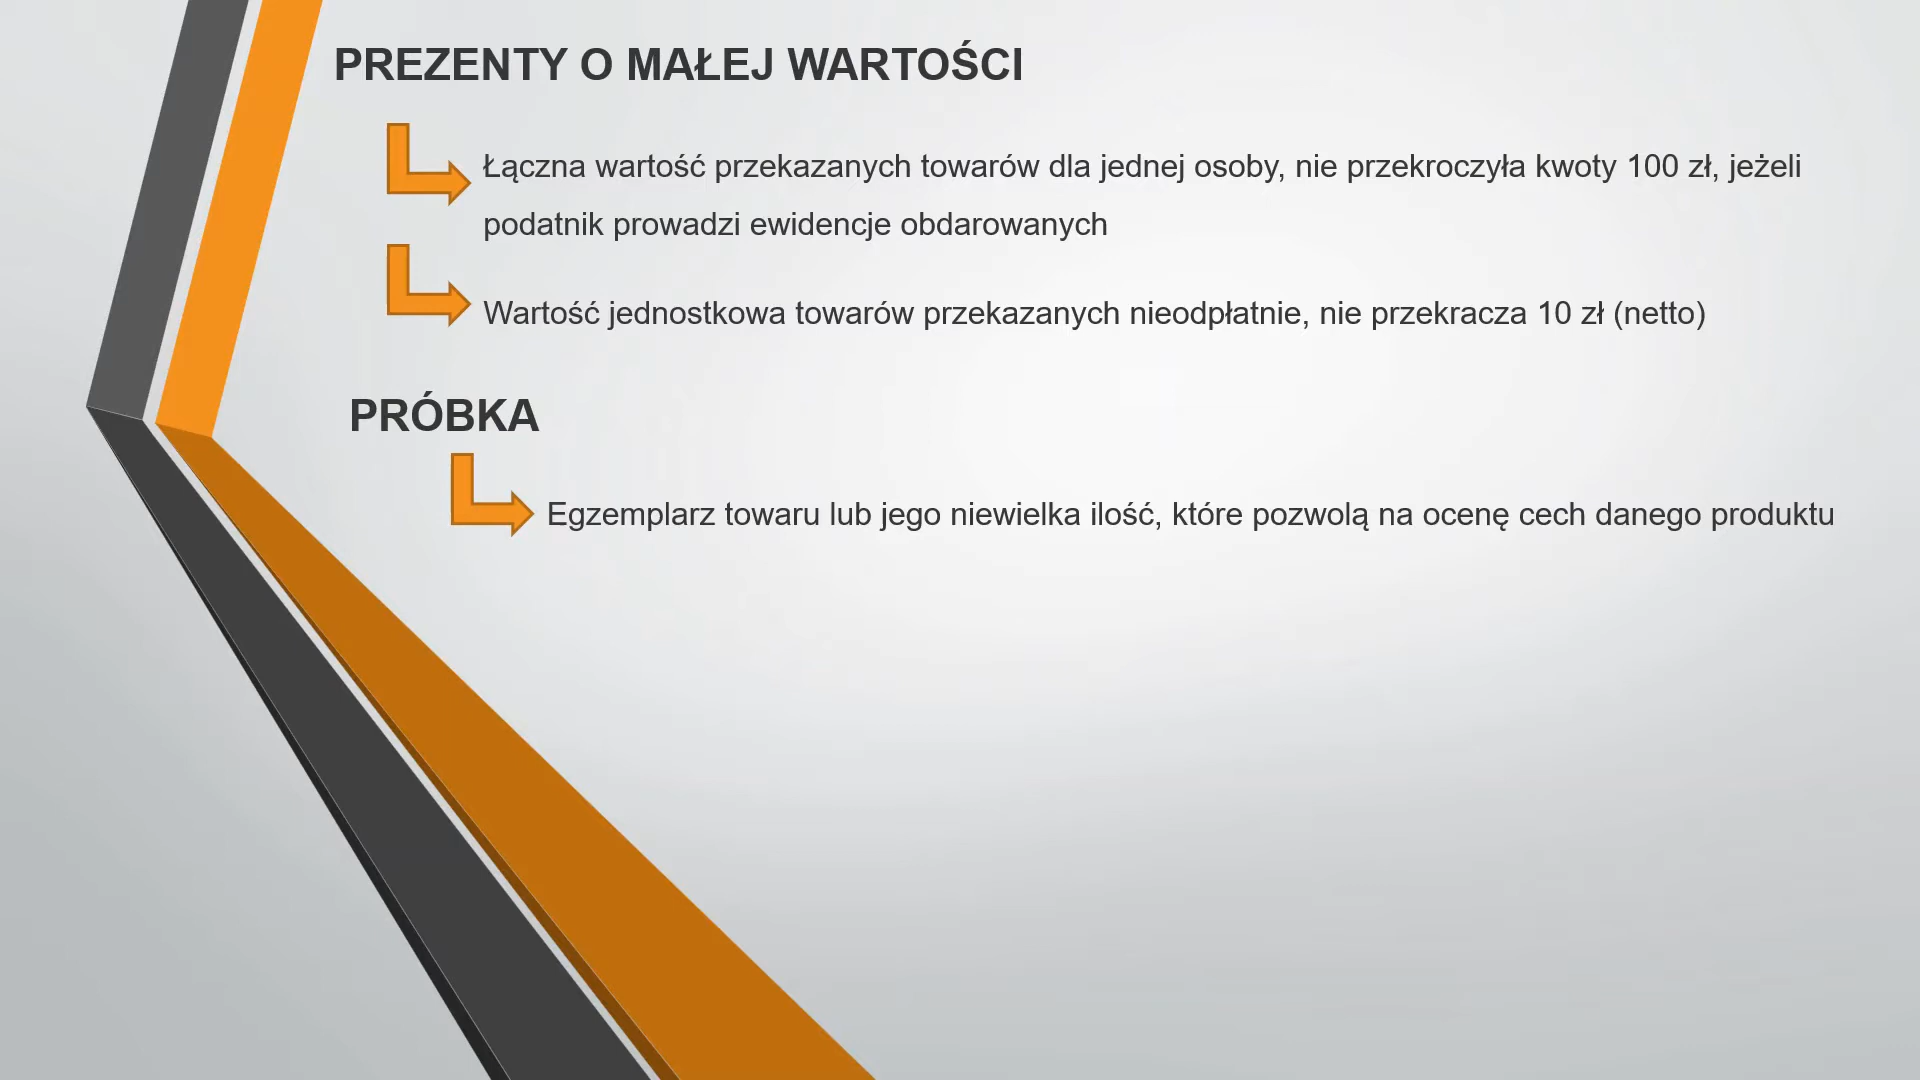 PREZENTY O MAŁEJ WARTOŚCI
Łączna wartość przekazanych towarów dla jednej osoby, nie przekroczyła kwoty 100 zł, jeżeli
podatnik prowadzi ewidencje obdarowanych
Wartość jednostkowa towarów przekazanych nieodpłatnie, nie przekracza 10 zł (netto)
PRÓBKA
Egzemplarz towaru lub jego niewielka ilość, które pozwolą na ocenę cech danego produktu